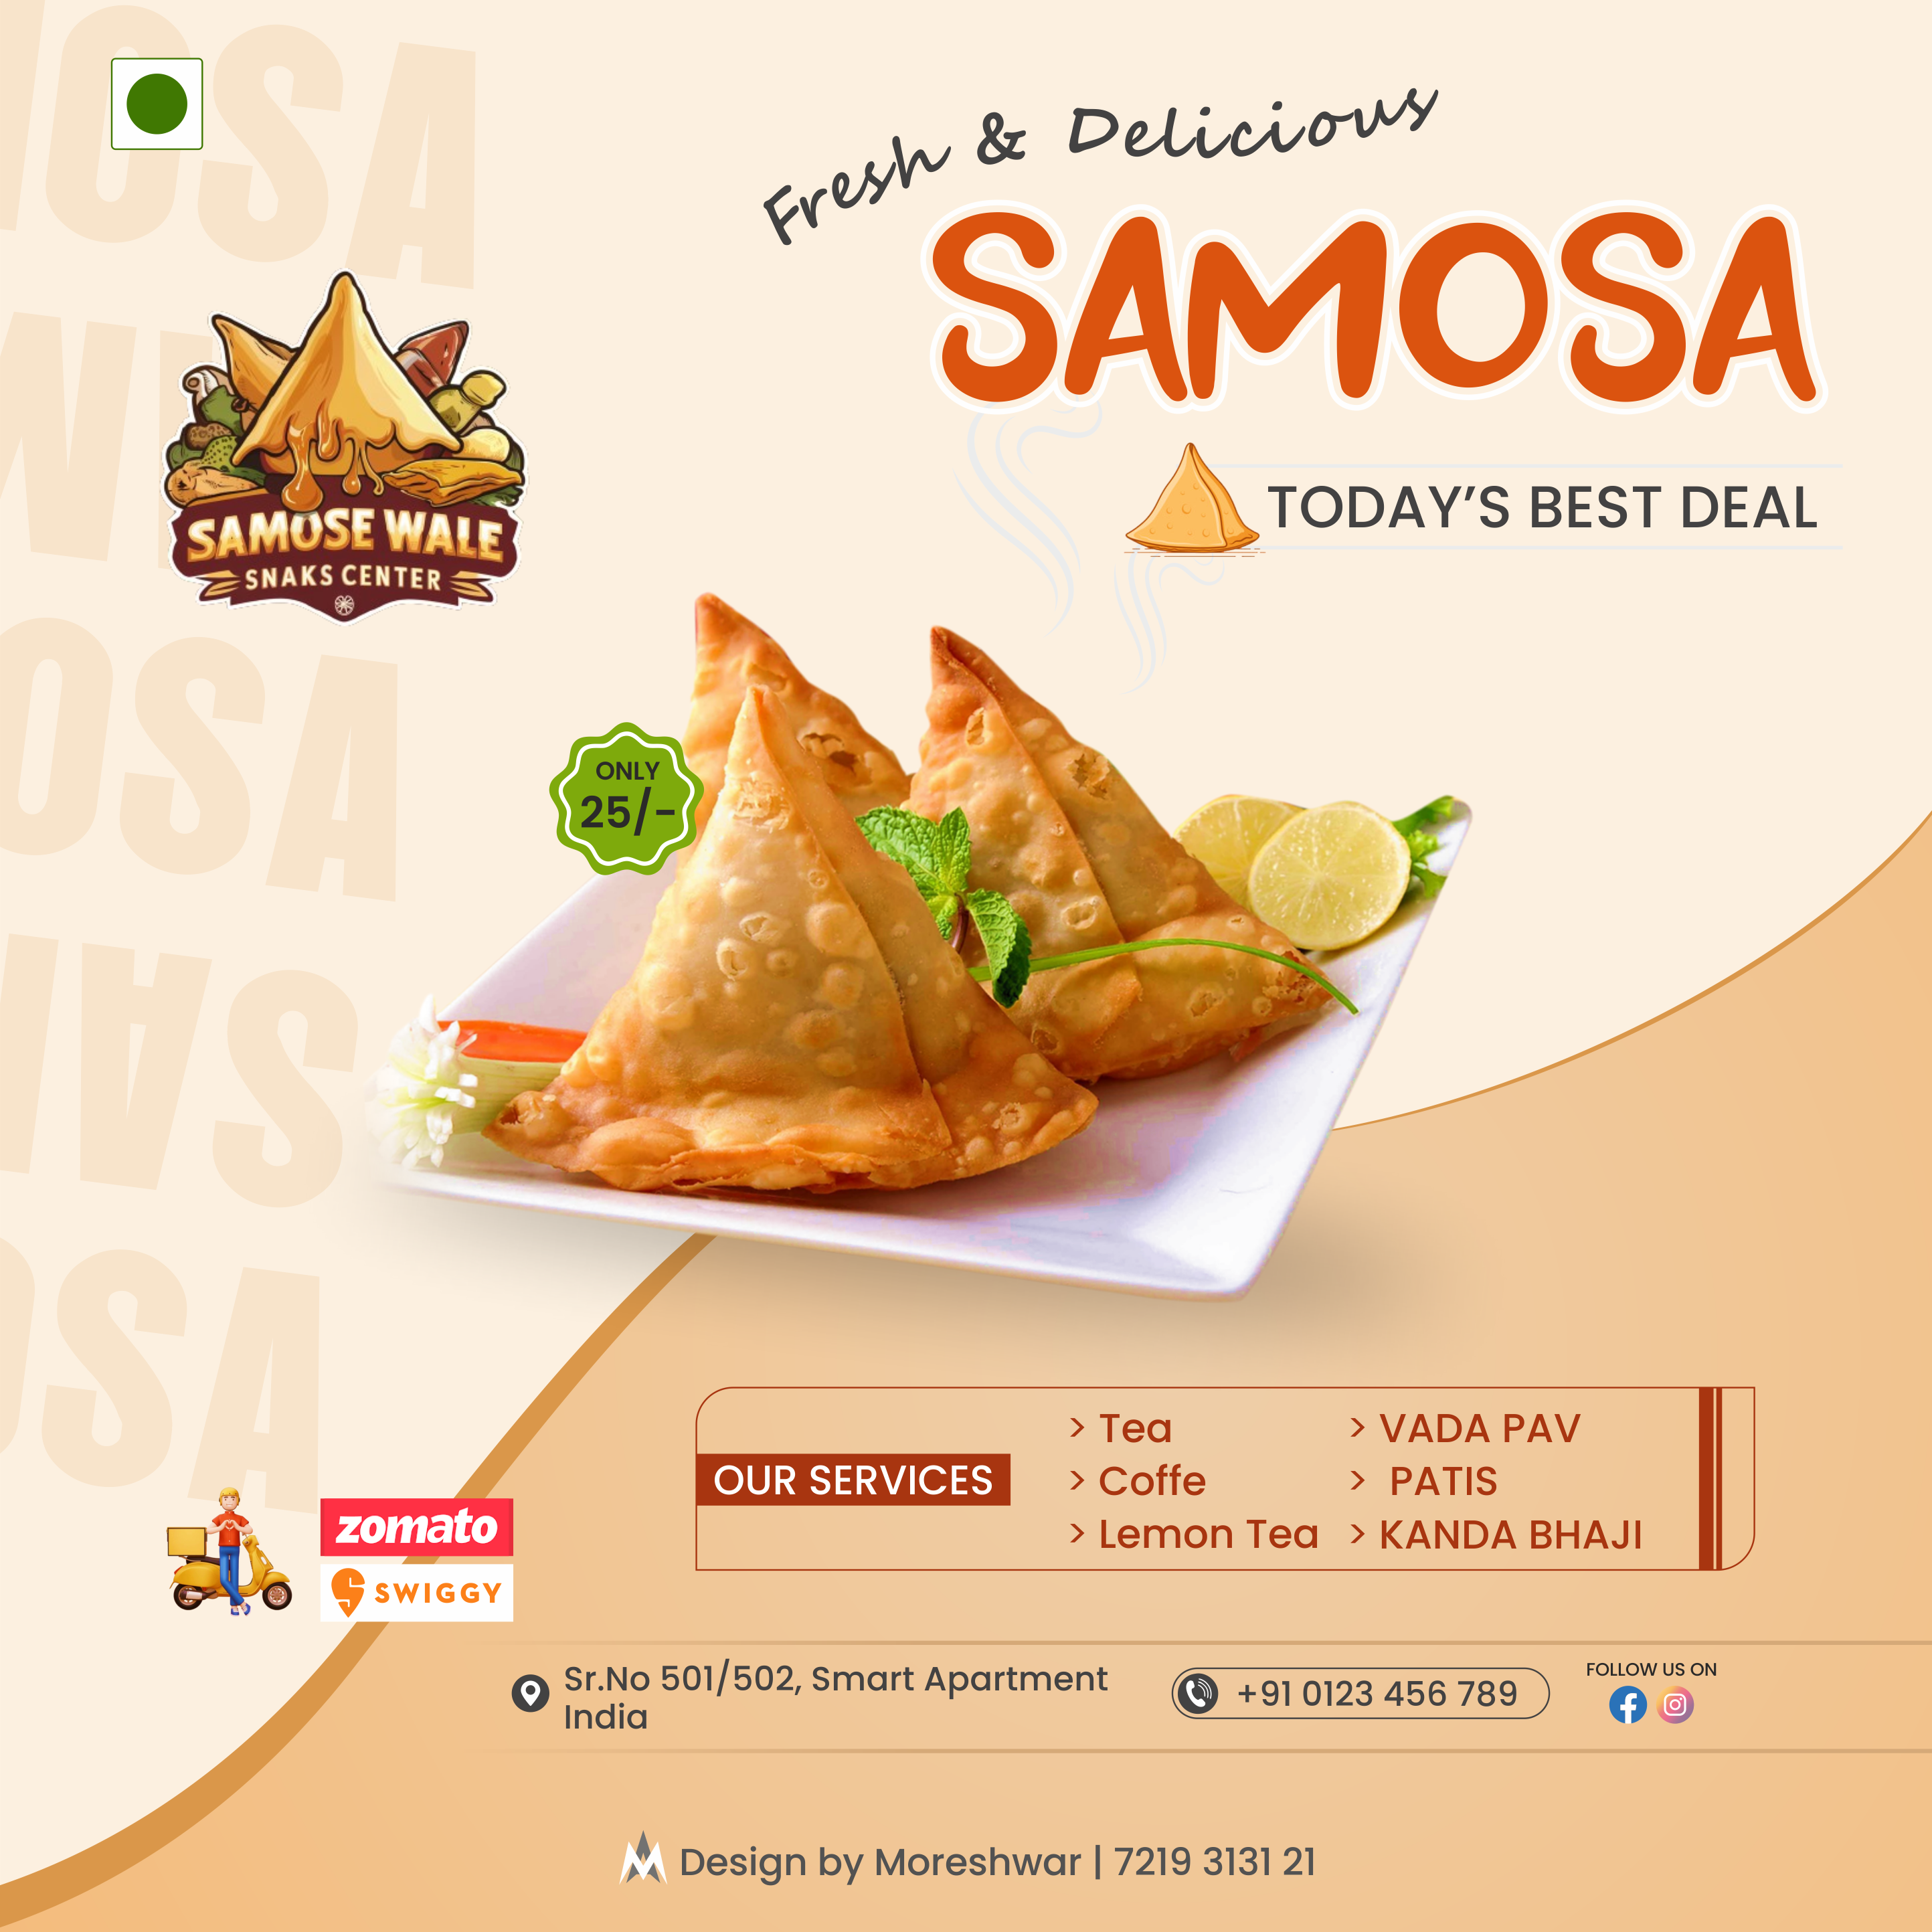 Fresh & Delicious
SAMOSA
TODAY'S BEST DEAL
SAMOSE WALE
SNAKS CENTER
ONLY
25/-
OUR SERVICES
> Tea
> Coffe
> Lemon Tea
> VADA PAV
> PATIS
> KANDA BHAJI
zomato
SWIGGY
Sr.No 501/502, Smart Apartment
India
+91 0123 456 789
FOLLOW US ON
Design by Moreshwar | 7219 3131 21